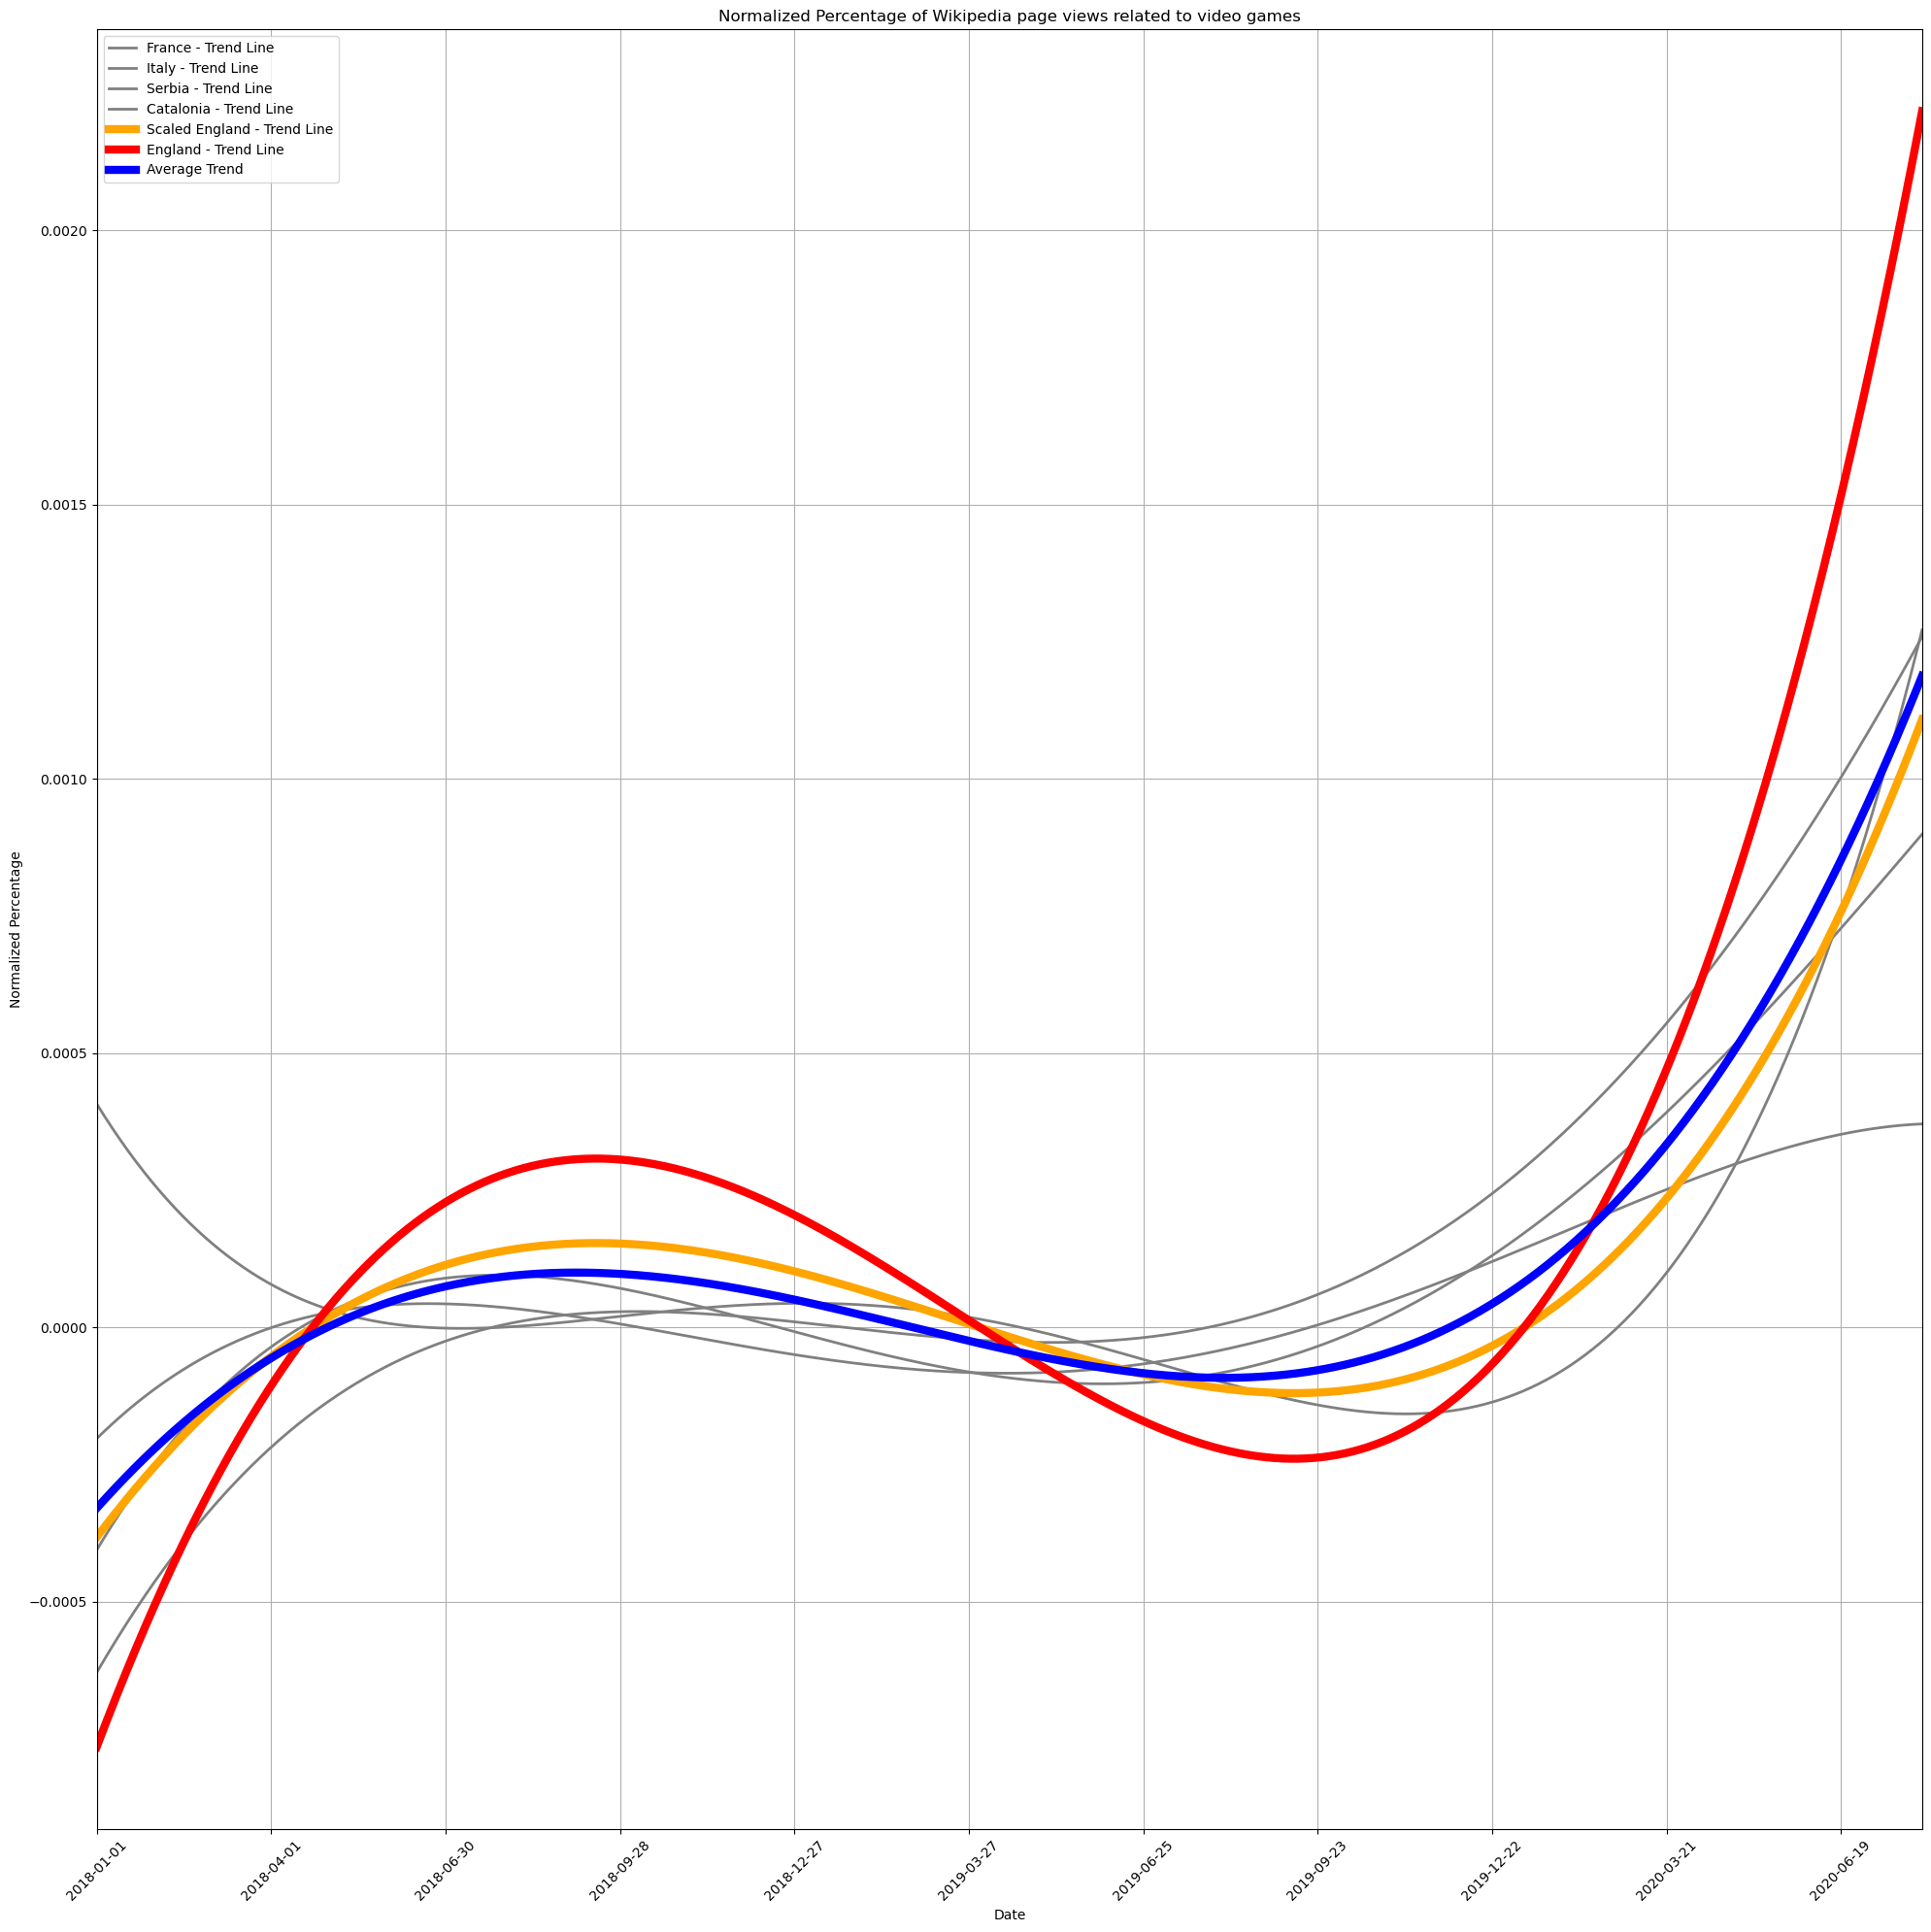 Normalized Percentage of Wikipedia page views related to video games
France - Trend Line
Italy - Trend Line
Serbia - Trend Line
Catalonia - Trend Line
Scaled England - Trend Line
England - Trend Line
Average Trend
0.0020
0.0015
0.0010
0.0005
0.0000
−0.0005
Normalized Percentage
2018-01-01
2018-04-01
2018-06-30
2018-09-28
2018-12-27
2019-03-27
2019-06-25
2019-09-23
2019-12-22
2020-03-21
2020-06-19
Date